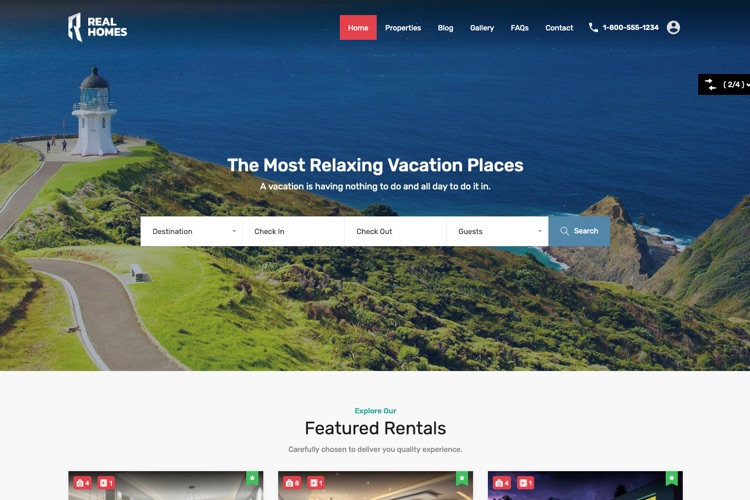 REAL
HOMES
Home Properties Blog Gallery FAQs Contact 1-800-555-1234
( 2/4 )
The Most Relaxing Vacation Places
A vacation is having nothing to do and all day to do it in.
Destination Check In Check Out Guests Search
Explore Our
Featured Rentals
Carefully chosen to deliver you quality experience.
4 1 8 1 4 1